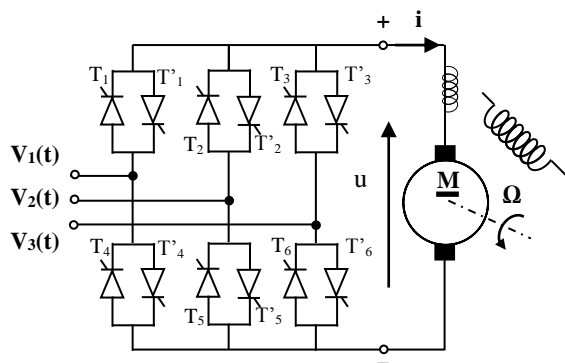 + i
T1 T'1 T3 T'3
T2 T'2
V1(t)
V2(t)
V3(t)
u M Ω
T4 T'4 T6 T'6
T5 T'5
−